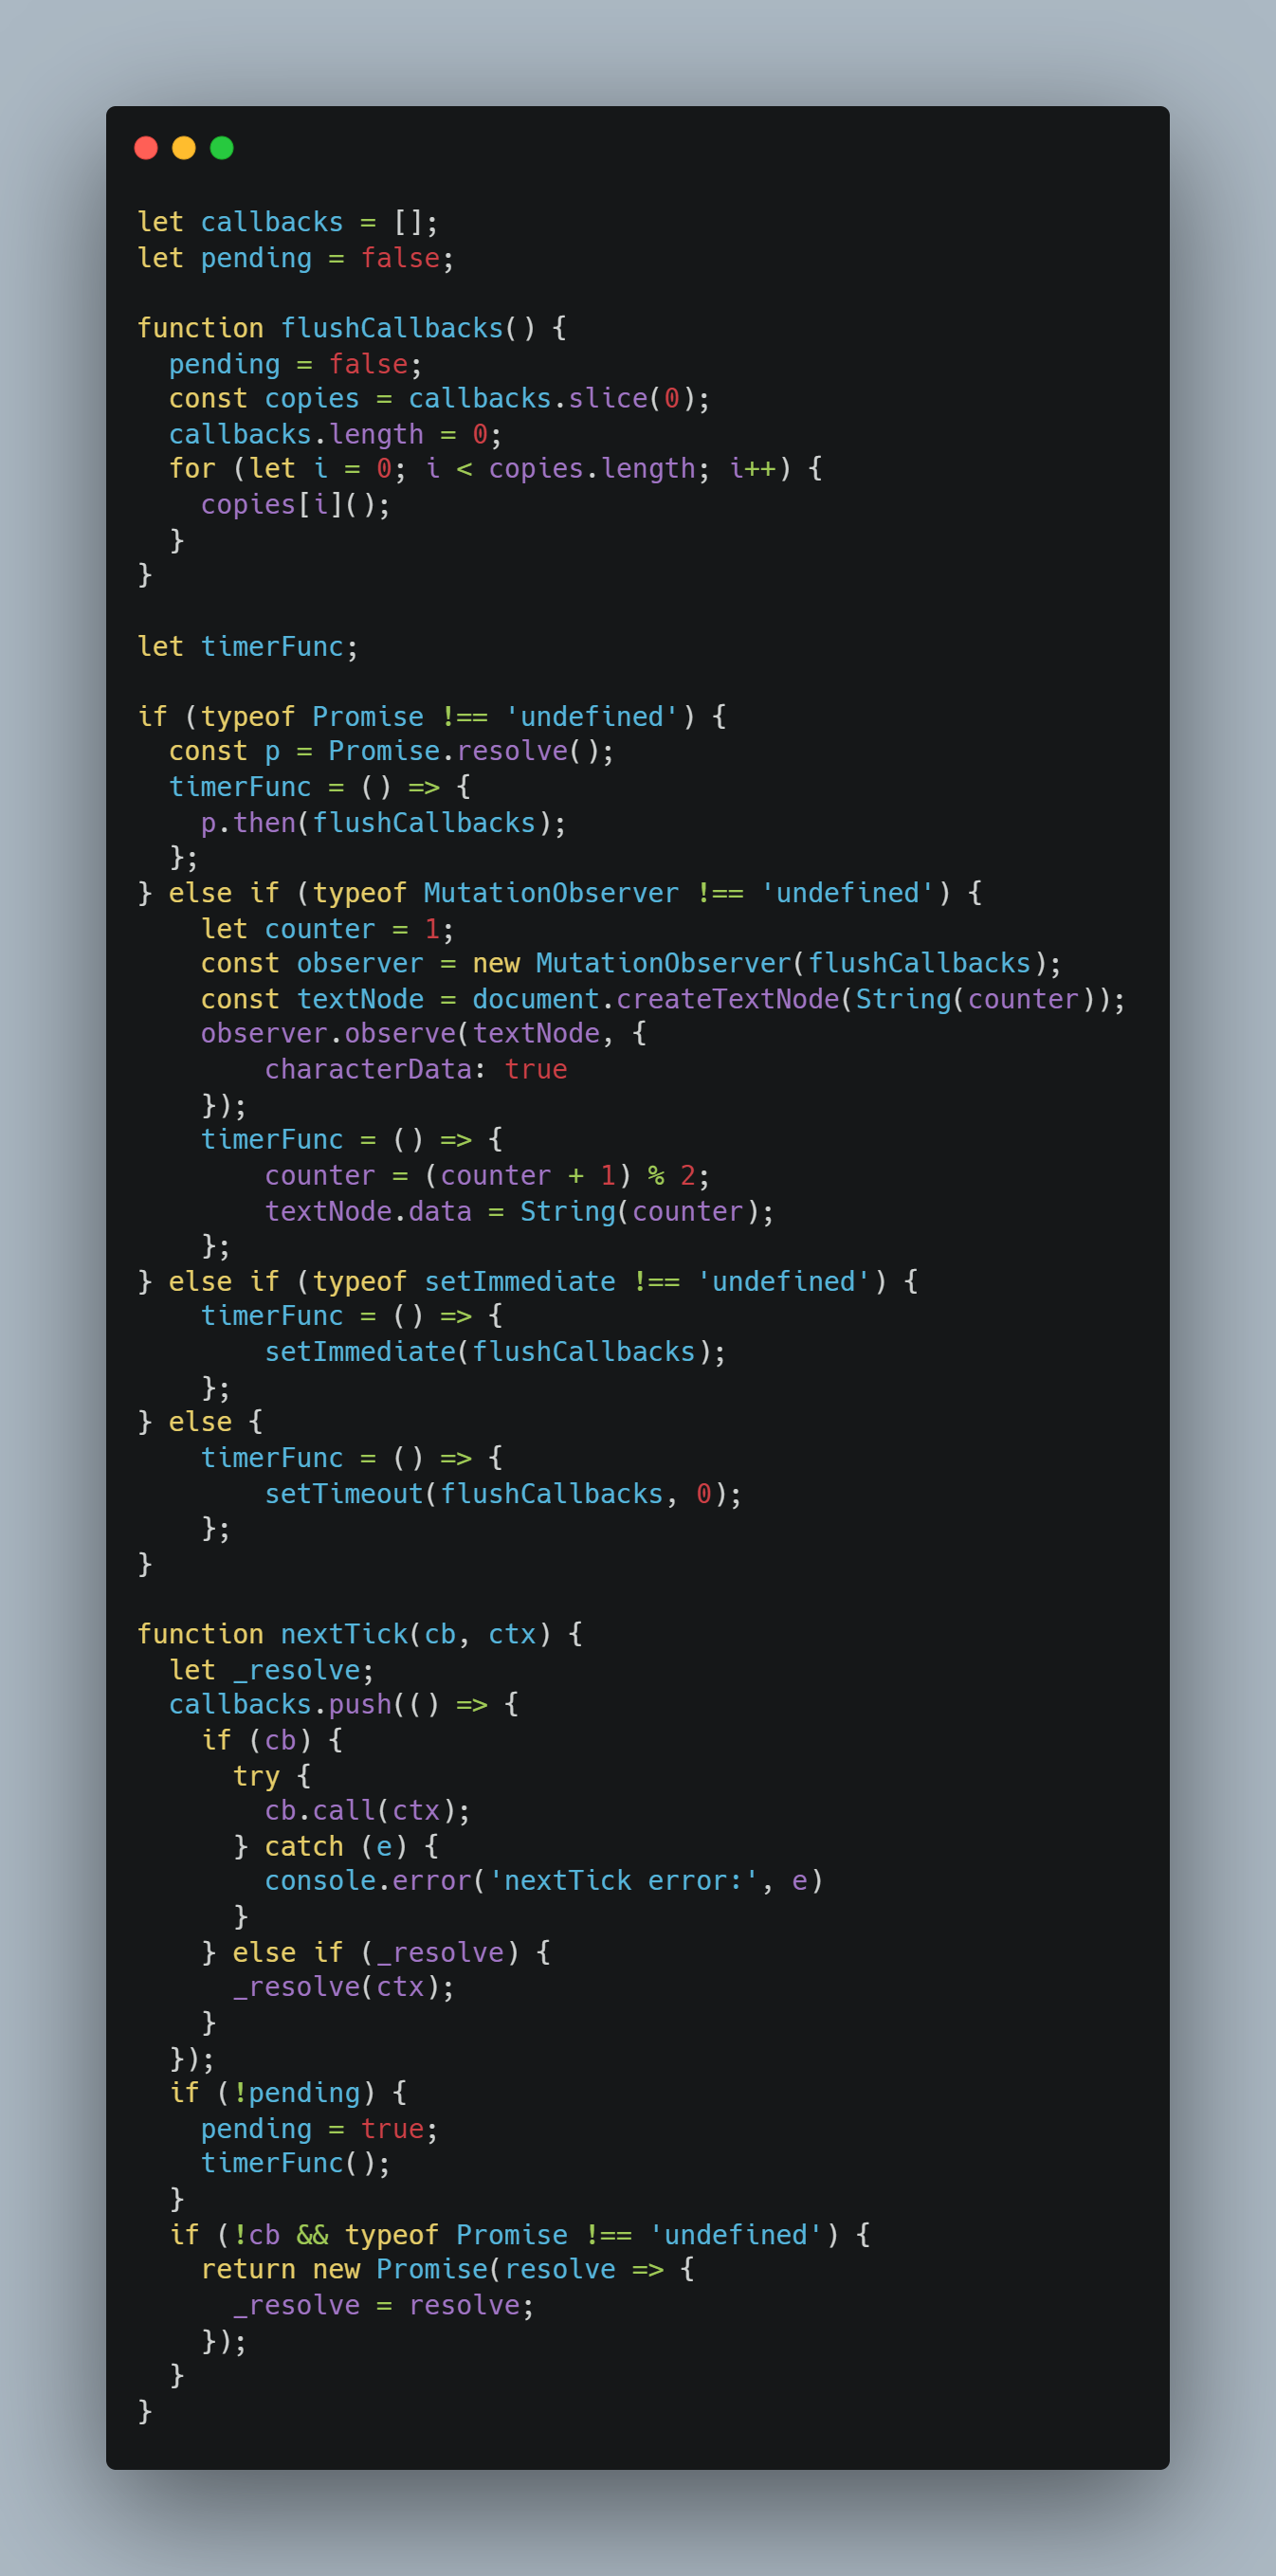 let callbacks = [];
let pending = false;

function flushCallbacks() {
  pending = false;
  const copies = callbacks.slice(0);
  callbacks.length = 0;
  for (let i = 0; i < copies.length; i++) {
    copies[i]();
  }
}

let timerFunc;

if (typeof Promise !== 'undefined') {
  const p = Promise.resolve();
  timerFunc = () => {
    p.then(flushCallbacks);
  };
} else if (typeof MutationObserver !== 'undefined') {
    let counter = 1;
    const observer = new MutationObserver(flushCallbacks);
    const textNode = document.createTextNode(String(counter));
    observer.observe(textNode, {
        characterData: true
    });
    timerFunc = () => {
        counter = (counter + 1) % 2;
        textNode.data = String(counter);
    };
} else if (typeof setImmediate !== 'undefined') {
    timerFunc = () => {
        setImmediate(flushCallbacks);
    };
} else {
    timerFunc = () => {
        setTimeout(flushCallbacks, 0);
    };
}

function nextTick(cb, ctx) {
  let _resolve;
  callbacks.push(() => {
    if (cb) {
      try {
        cb.call(ctx);
      } catch (e) {
        console.error('nextTick error:', e)
      }
    } else if (_resolve) {
      _resolve(ctx);
    }
  });
  if (!pending) {
    pending = true;
    timerFunc();
  }
  if (!cb && typeof Promise !== 'undefined') {
    return new Promise(resolve => {
      _resolve = resolve;
    });
  }
}